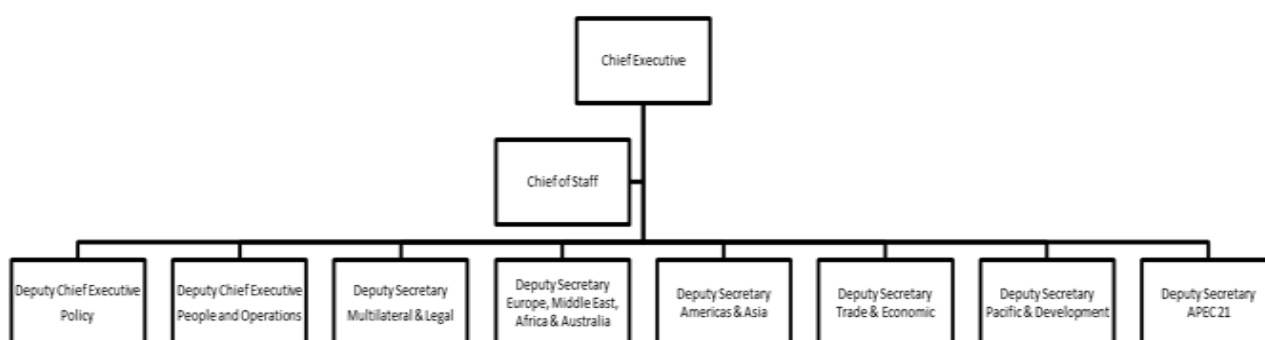 Chief Executive
Chief of Staff
Deputy Chief Executive
Policy
Deputy Chief Executive
People and Operations
Deputy Secretary
Multilateral & Legal
Deputy Secretary
Europe, Middle East,
Africa & Australia
Deputy Secretary
Americas & Asia
Deputy Secretary
Trade & Economic
Deputy Secretary
Pacific & Development
Deputy Secretary
APEC 21